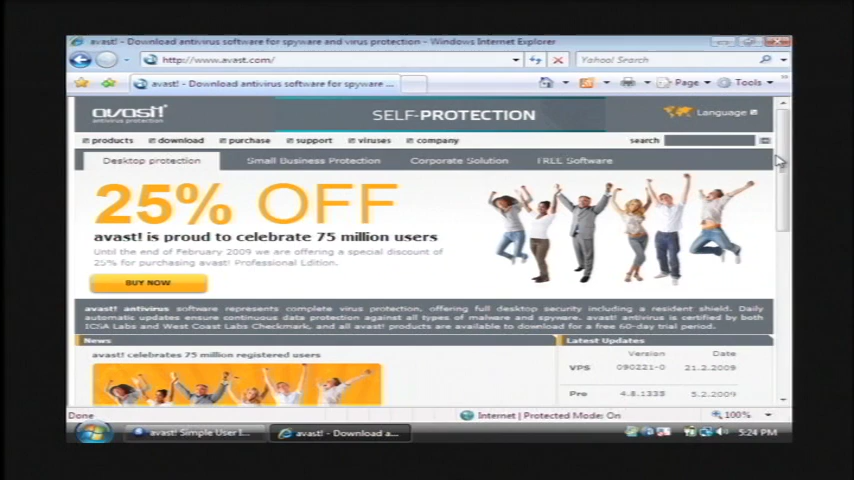 avast! - Download antivirus software for spyware and virus protection - Windows Internet Explorer
http://www.avast.com/
Yahoo! Search
avast! - Download antivirus software for spyware ...
Page
Tools
avast!
antivirus protection
SELF-PROTECTION
Language
products
download
purchase
support
viruses
company
search
Desktop protection
Small Business Protection
Corporate Solution
FREE Software
25% OFF
avast! is proud to celebrate 75 million users
Until the end of February 2009 we are offering a special discount of
25% for purchasing avast! Professional Edition.
BUY NOW
avast! antivirus software represents complete virus protection, offering full desktop security including a resident shield. Daily
automatic updates ensure continuous data protection against all types of malware and spyware. avast! antivirus is certified by both
ICSA Labs and West Coast Labs Checkmark, and all avast! products are available to download for a free 60-day trial period.
News
Latest Updates
avast! celebrates 75 million registered users
Version
Date
VPS
090221-0
21.2.2009
Pro
4.8.1335
5.2.2009
Done
Internet | Protected Mode: On
100%
avast! Simple User I...
avast! - Download a...
5:24 PM